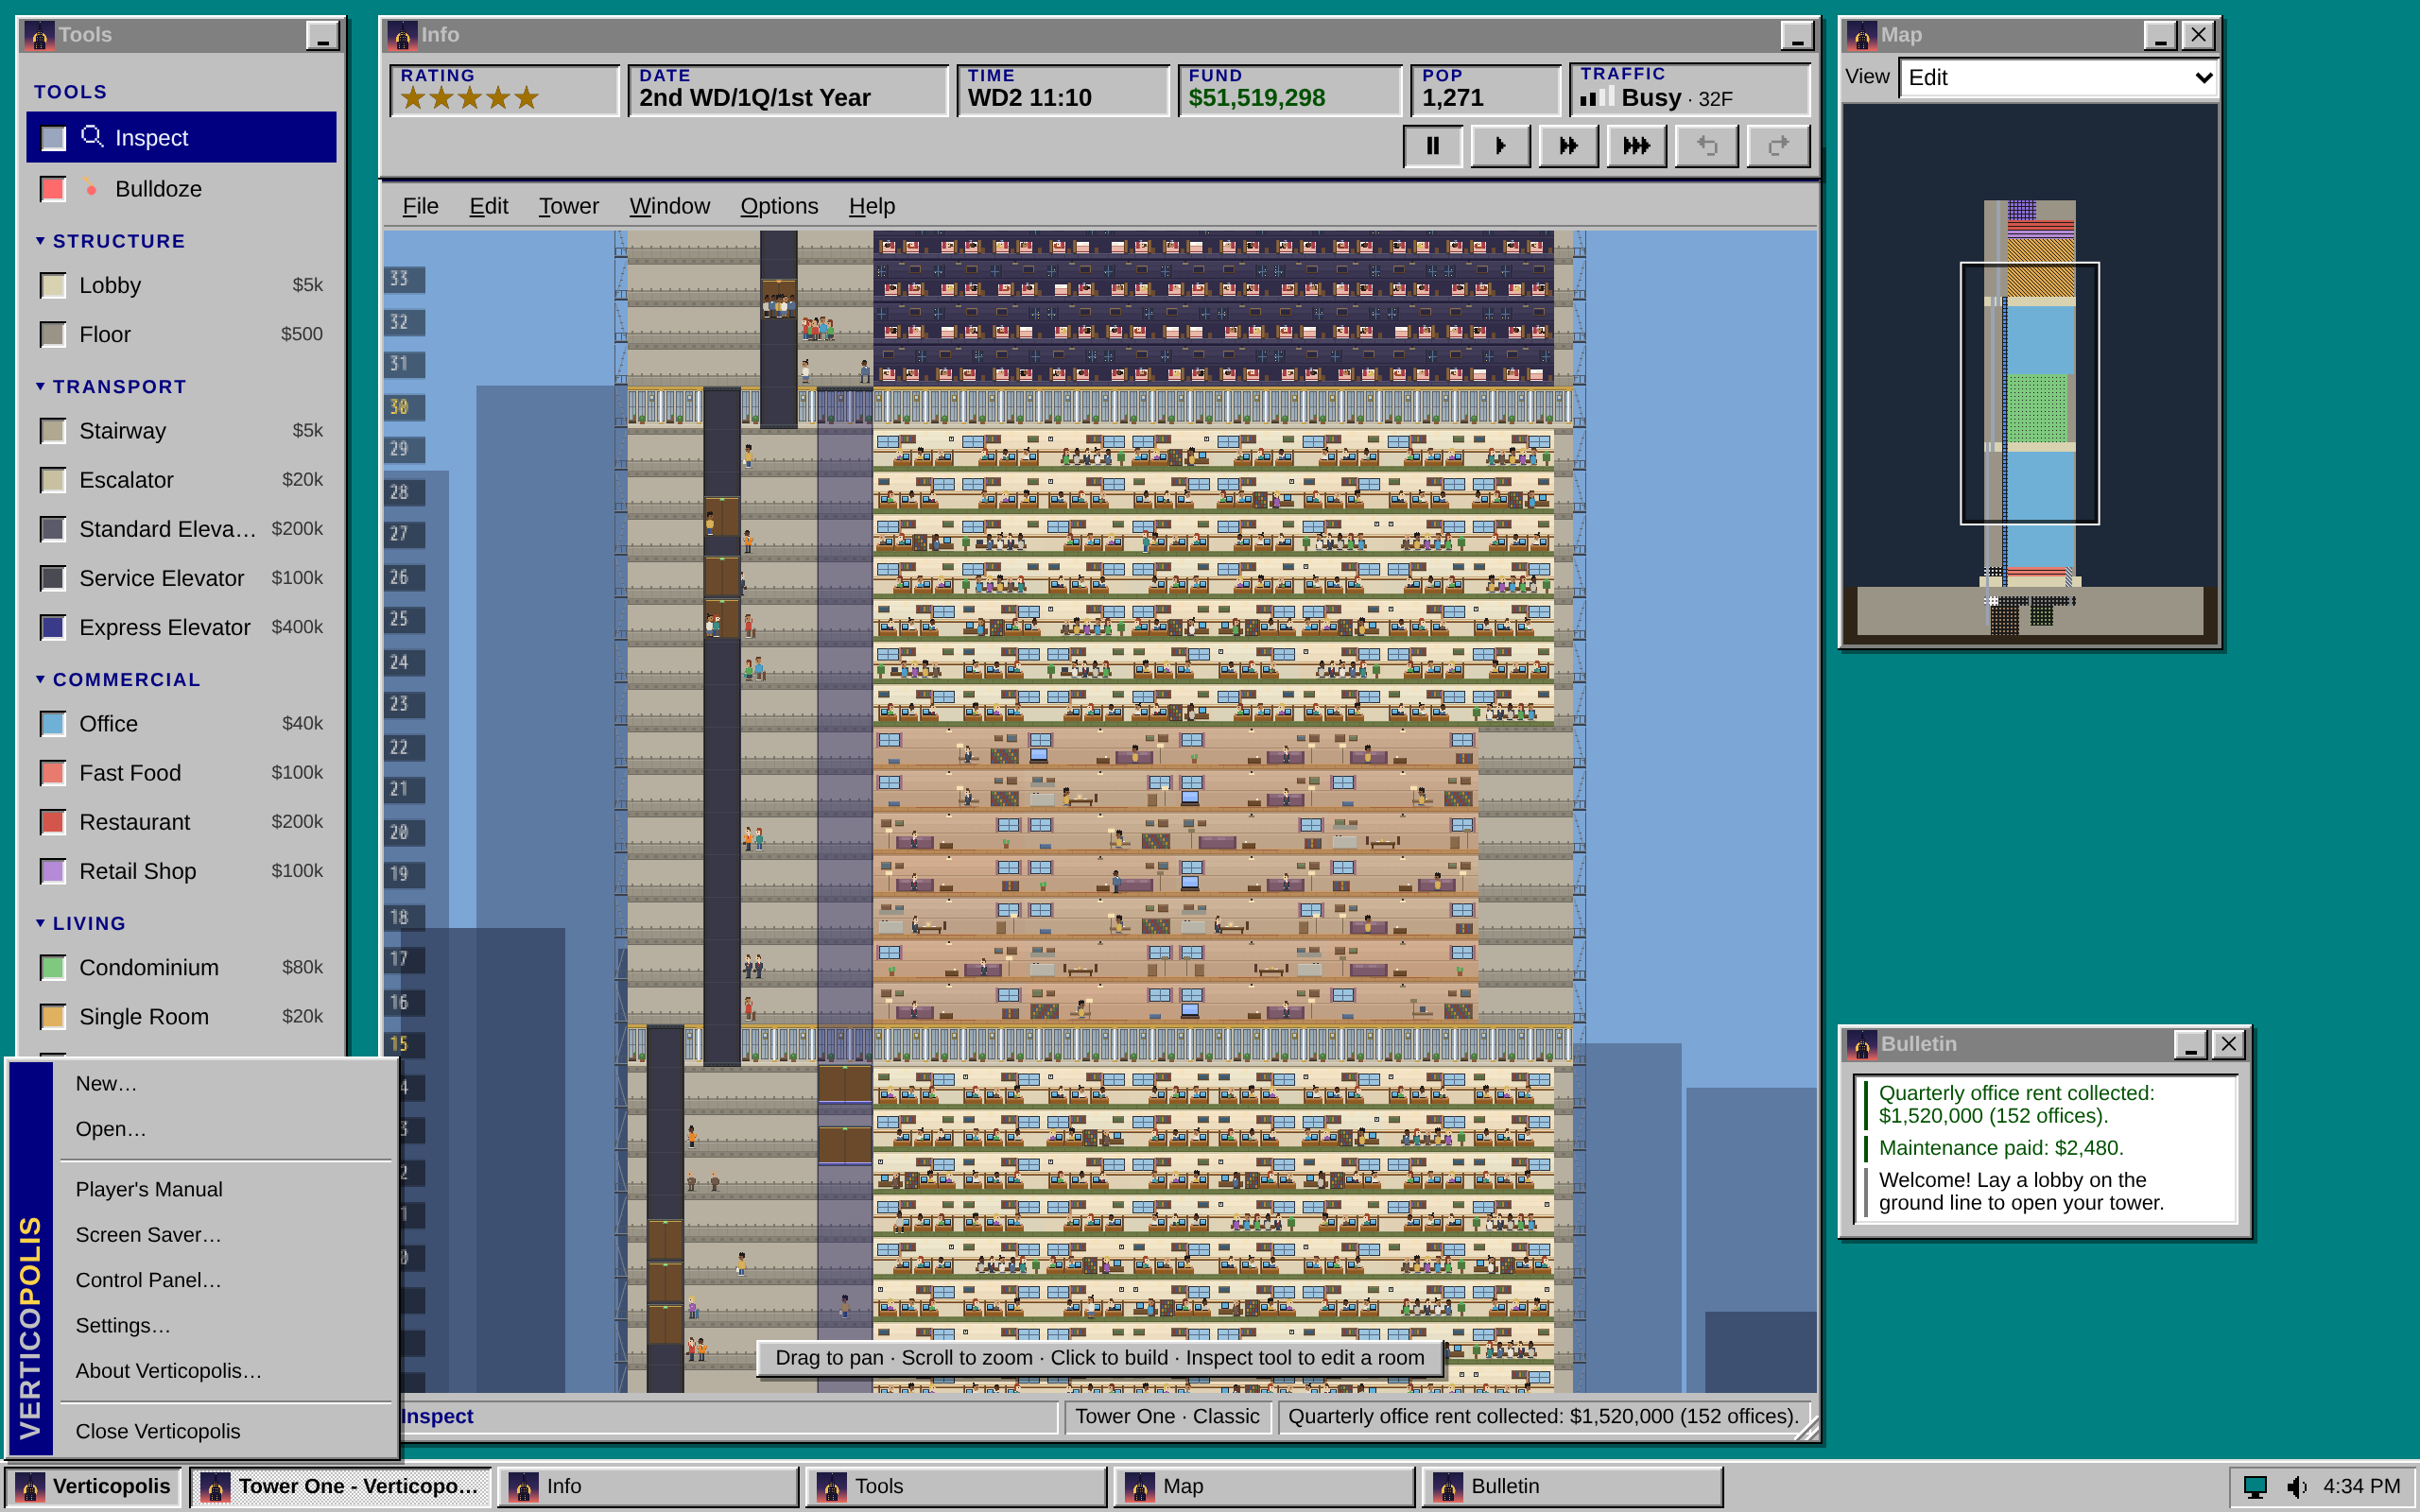 Tools
TOOLS
Inspect
Bulldoze
STRUCTURE
Lobby $5k
Floor $500
TRANSPORT
Stairway $5k
Escalator $20k
Standard Eleva… $200k
Service Elevator $100k
Express Elevator $400k
COMMERCIAL
Office $40k
Fast Food $100k
Restaurant $200k
Retail Shop $100k
LIVING
Condominium $80k
Single Room $20k
VERTICOPOLIS
New…
Open…
Player's Manual
Screen Saver…
Control Panel…
Settings…
About Verticopolis…
Close Verticopolis
Info
RATING
★★★★★
DATE
2nd WD/1Q/1st Year
TIME
WD2 11:10
FUND
$51,519,298
POP
1,271
TRAFFIC
Busy · 32F
File Edit Tower Window Options Help
33
32
31
30
29
28
27
26
25
24
23
22
21
20
19
18
17
16
15
4
3
2
1
0
Drag to pan · Scroll to zoom · Click to build · Inspect tool to edit a room
Inspect
Tower One · Classic
Quarterly office rent collected: $1,520,000 (152 offices).
Map
View Edit
Bulletin
Quarterly office rent collected:
$1,520,000 (152 offices).
Maintenance paid: $2,480.
Welcome! Lay a lobby on the
ground line to open your tower.
Verticopolis
Tower One - Verticopo…
Info
Tools
Map
Bulletin
4:34 PM